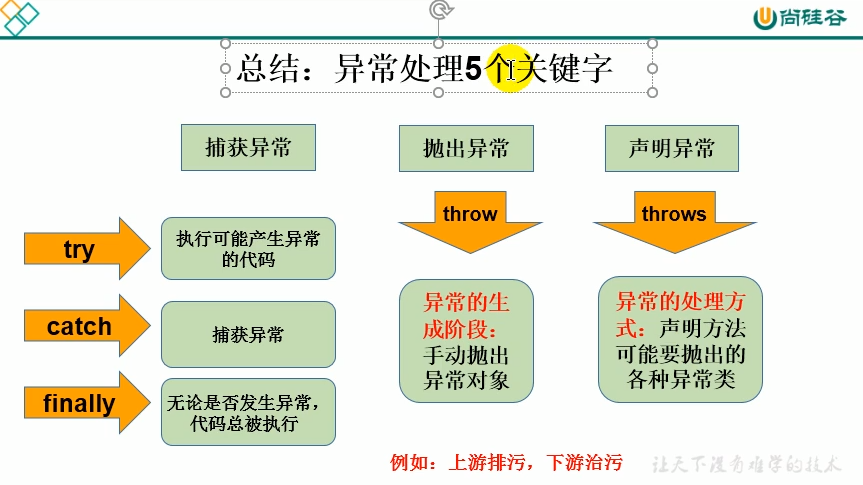 尚硅谷
总结：异常处理5个关键字
捕获异常
抛出异常
声明异常
try
执行可能产生异常
的代码
catch
捕获异常
finally
无论是否发生异常，
代码总被执行
throw
异常的生
成阶段：
手动抛出
异常对象
throws
异常的处理方
式：声明方法
可能要抛出的
各种异常类
例如：上游排污，下游治污
让天下没有难学的技术